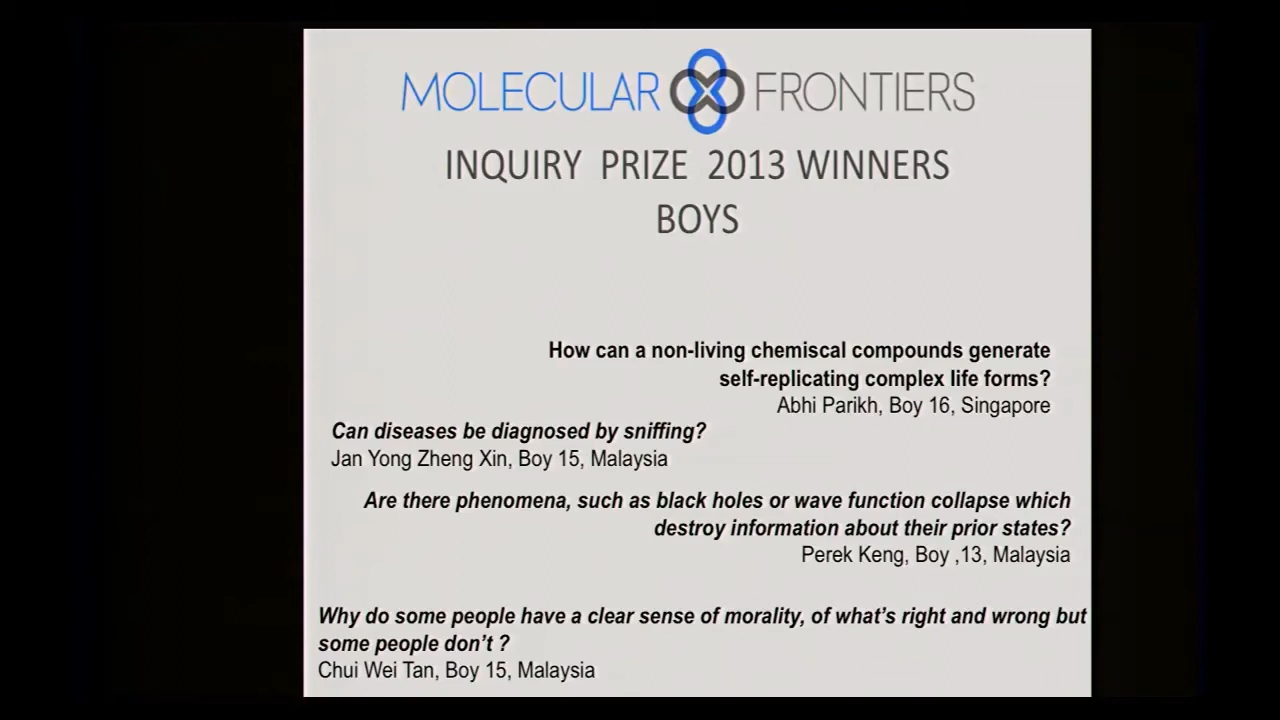 MOLECULAR FRONTIERS
INQUIRY PRIZE 2013 WINNERS
BOYS
How can a non-living chemiscal compounds generate
self-replicating complex life forms?
Abhi Parikh, Boy 16, Singapore
Can diseases be diagnosed by sniffing?
Jan Yong Zheng Xin, Boy 15, Malaysia
Are there phenomena, such as black holes or wave function collapse which
destroy information about their prior states?
Perek Keng, Boy ,13, Malaysia
Why do some people have a clear sense of morality, of what's right and wrong but
some people don't ?
Chui Wei Tan, Boy 15, Malaysia